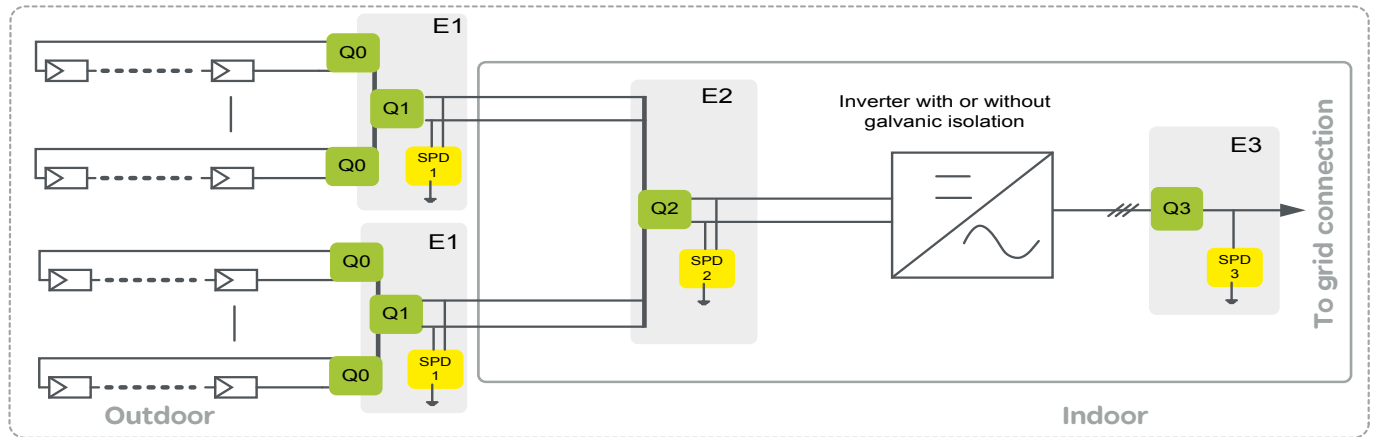 E1
Q0
Q1
SPD
1
Q0
E1
Q0
Q1
SPD
1
Q0
Outdoor
E2
Q2
SPD
2
Inverter with or without
galvanic isolation
E3
Q3
SPD
3
To grid connection
Indoor